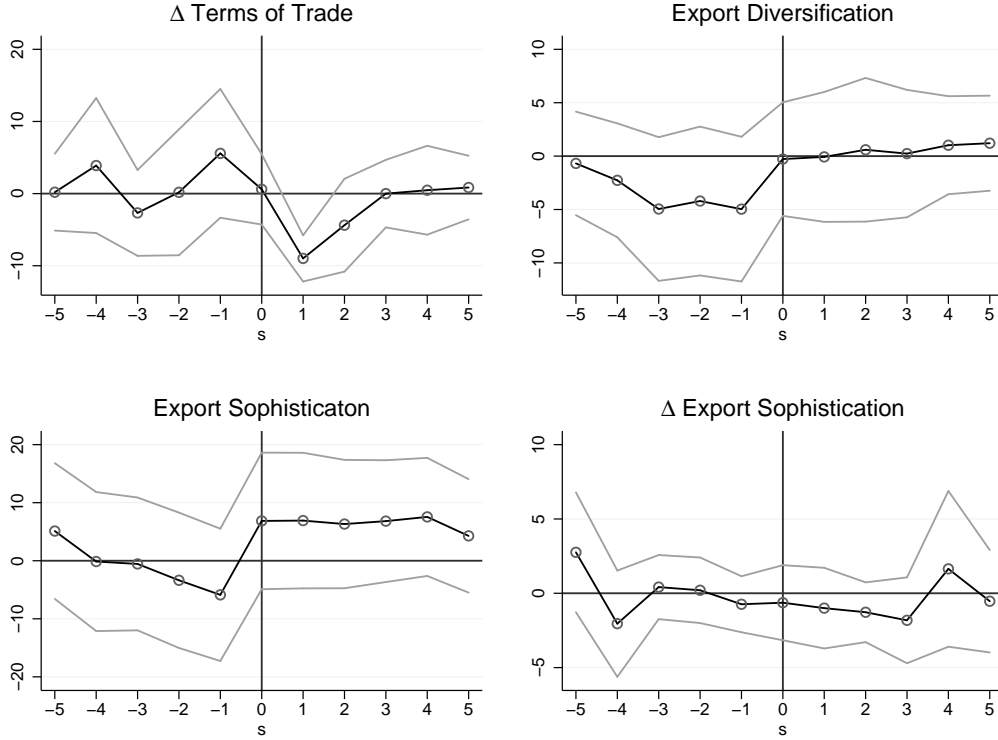 Δ Terms of Trade
20
10
0
−10
−5 −4 −3 −2 −1 0 1 2 3 4 5
s
Export Diversification
10
5
0
−5
−10
−5 −4 −3 −2 −1 0 1 2 3 4 5
s
Export Sophisticaton
20
10
0
−10
−20
−5 −4 −3 −2 −1 0 1 2 3 4 5
s
Δ Export Sophistication
10
5
0
−5
−5 −4 −3 −2 −1 0 1 2 3 4 5
s